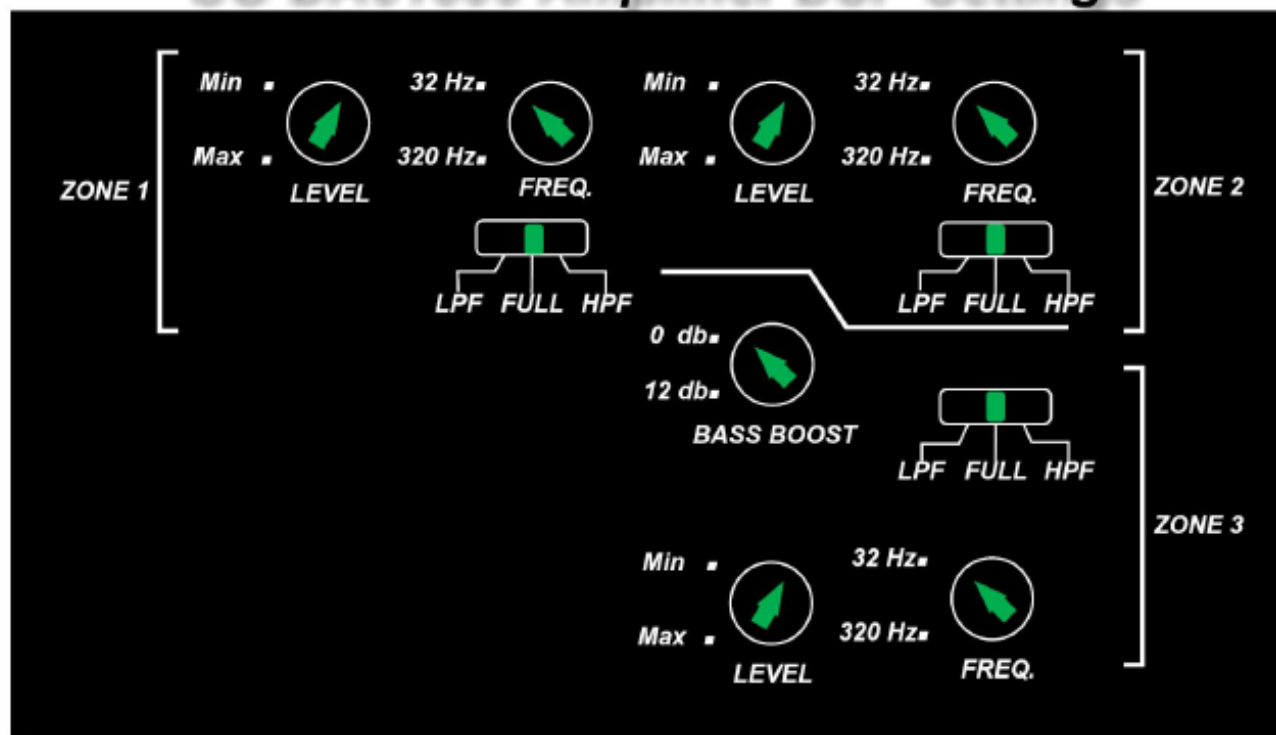 Min
Max
LEVEL
32 Hz
320 Hz
FREQ.
LPF FULL HPF
ZONE 1
Min
Max
LEVEL
32 Hz
320 Hz
FREQ.
LPF FULL HPF
ZONE 2
0 db
12 db
BASS BOOST
LPF FULL HPF
Min
Max
LEVEL
32 Hz
320 Hz
FREQ.
ZONE 3